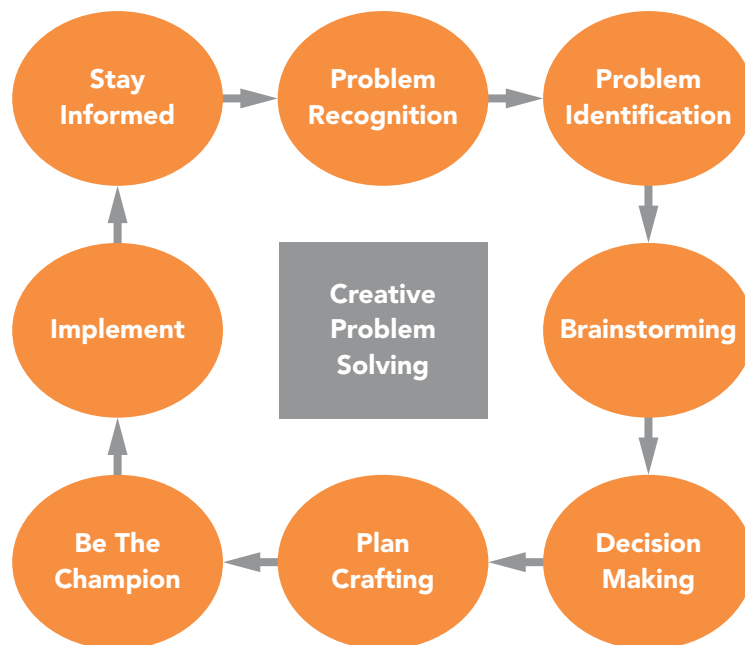 Stay
Informed
Problem
Recognition
Problem
Identification
Implement
Creative
Problem
Solving
Brainstorming
Be The
Champion
Plan
Crafting
Decision
Making